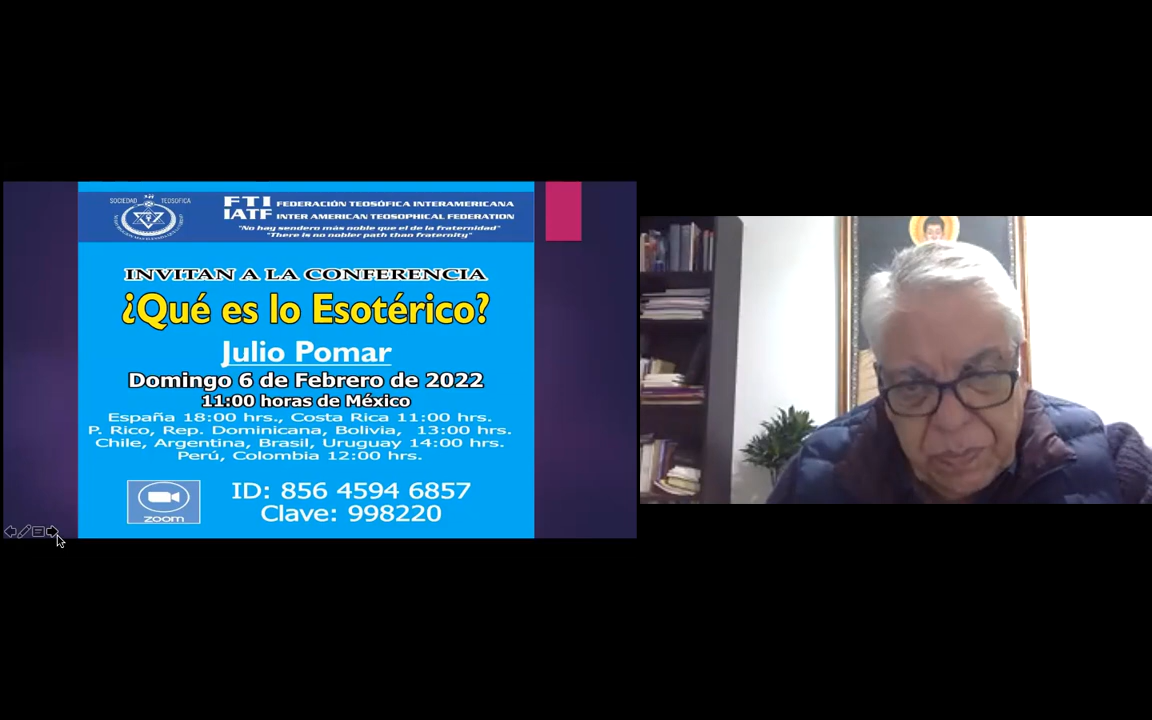 SOCIEDAD TEOSOFICA
FTI FEDERACIÓN TEOSÓFICA INTERAMERICANA
IATF INTER AMERICAN TEOSOPHICAL FEDERATION
"No hay sendero más noble que el de la fraternidad"
"There is no nobler path than fraternity"
INVITAN A LA CONFERENCIA
¿Qué es lo Esotérico?
Julio Pomar
Domingo 6 de Febrero de 2022
11:00 horas de México
España 18:00 hrs., Costa Rica 11:00 hrs.
P. Rico, Rep. Dominicana, Bolivia, 13:00 hrs.
Chile, Argentina, Brasil, Uruguay 14:00 hrs.
Perú, Colombia 12:00 hrs.
zoom
ID: 856 4594 6857
Clave: 998220